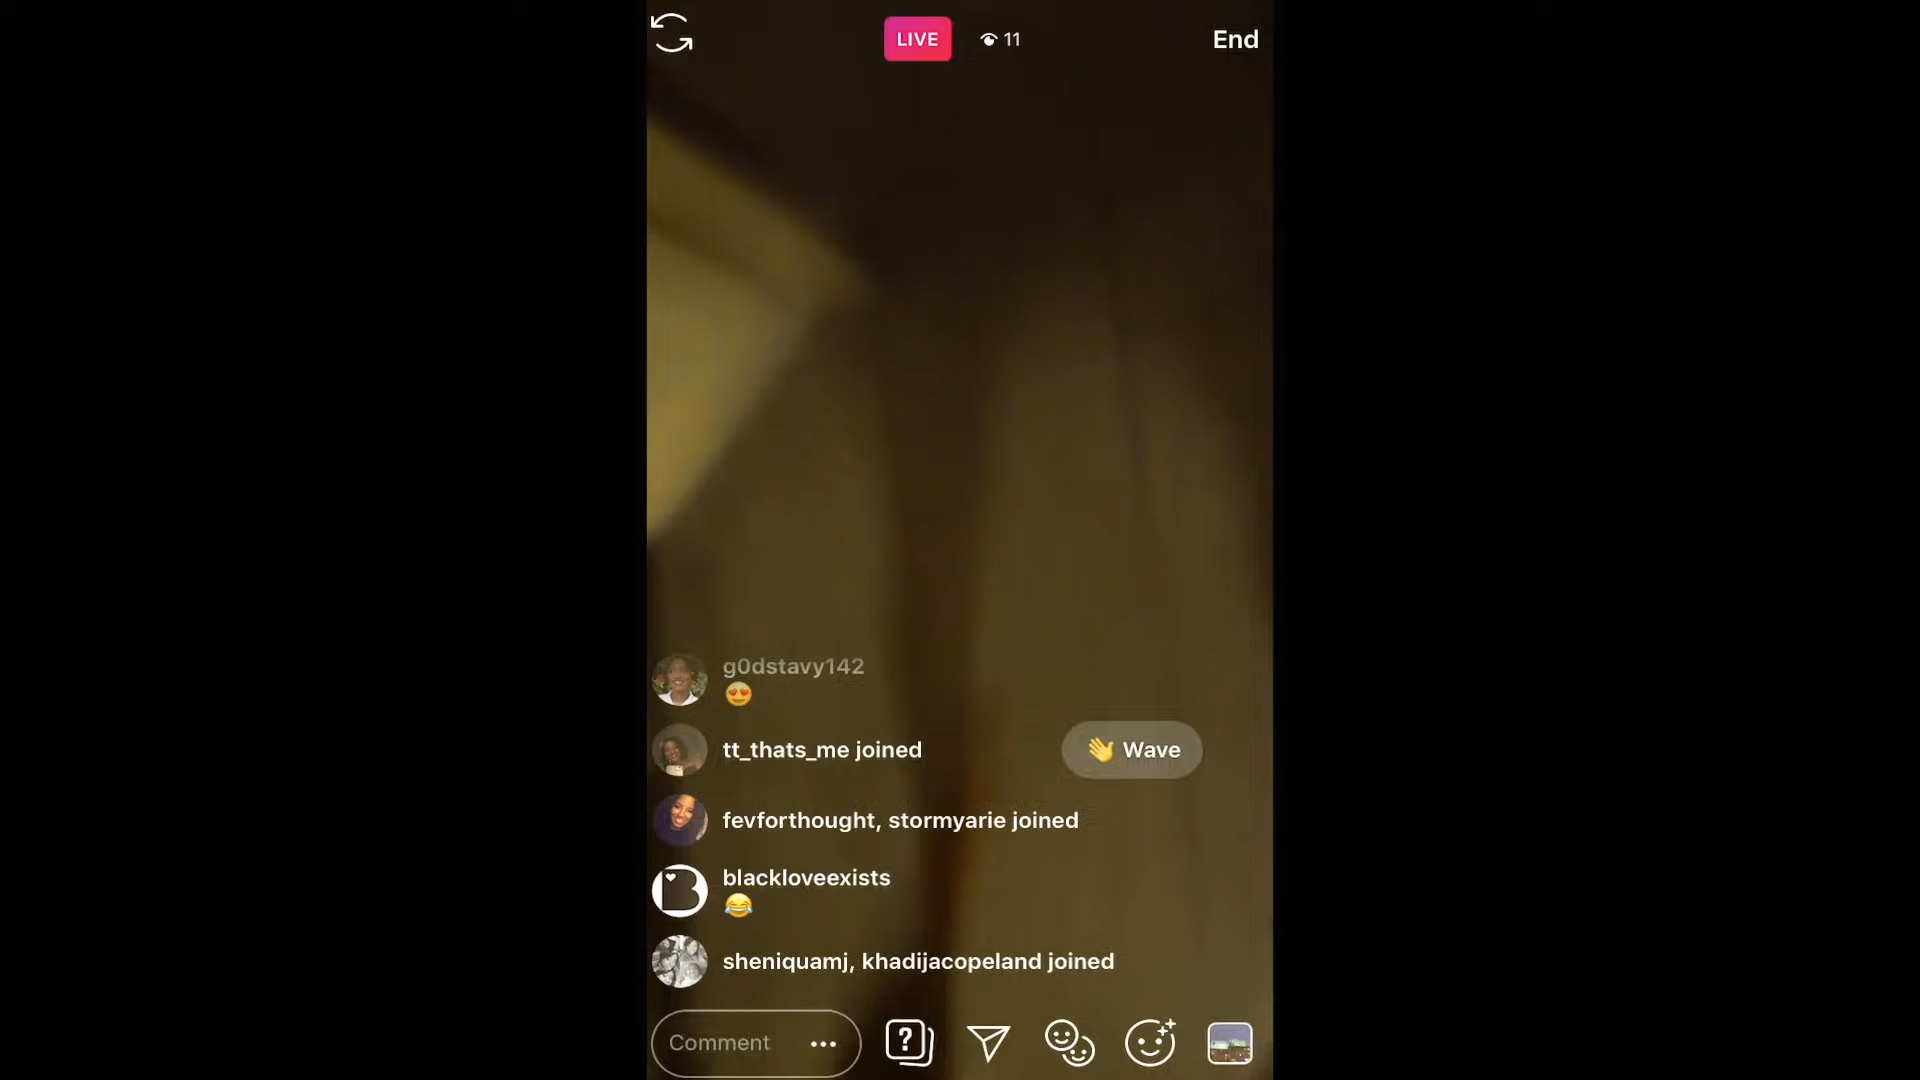 LIVE 11 End
g0dstavy142
😍
tt_thats_me joined
👋 Wave
fevforthought, stormyarie joined
blackloveexists
😂
sheniquamj, khadijacopeland joined
Comment